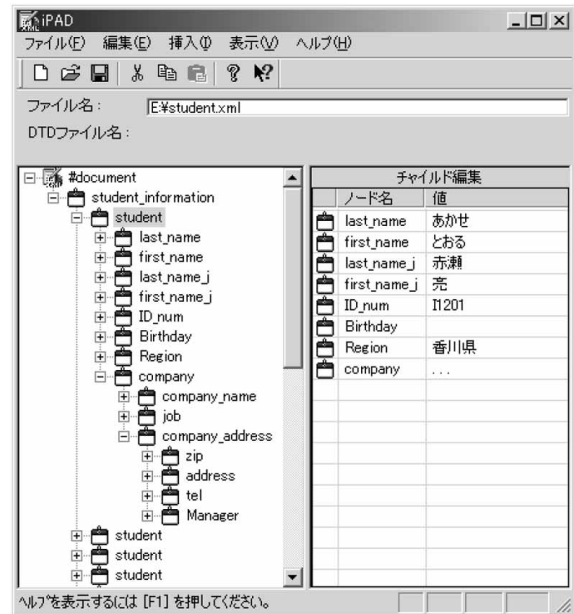 iPAD
ファイル(F) 編集(E) 挿入(I) 表示(V) ヘルプ(H)
ファイル名: E:¥student.xml
DTDファイル名:
#document
student_information
student
last_name
first_name
last_name_j
first_name_j
ID_num
Birthday
Region
company
company_name
job
company_address
zip
address
tel
Manager
student
student
student
チャイルド編集
ノード名 値
last_name あかせ
first_name とおる
last_name_j 赤瀬
first_name_j 亮
ID_num I1201
Birthday
Region 香川県
company ...
ヘルプを表示するには [F1] を押してください。